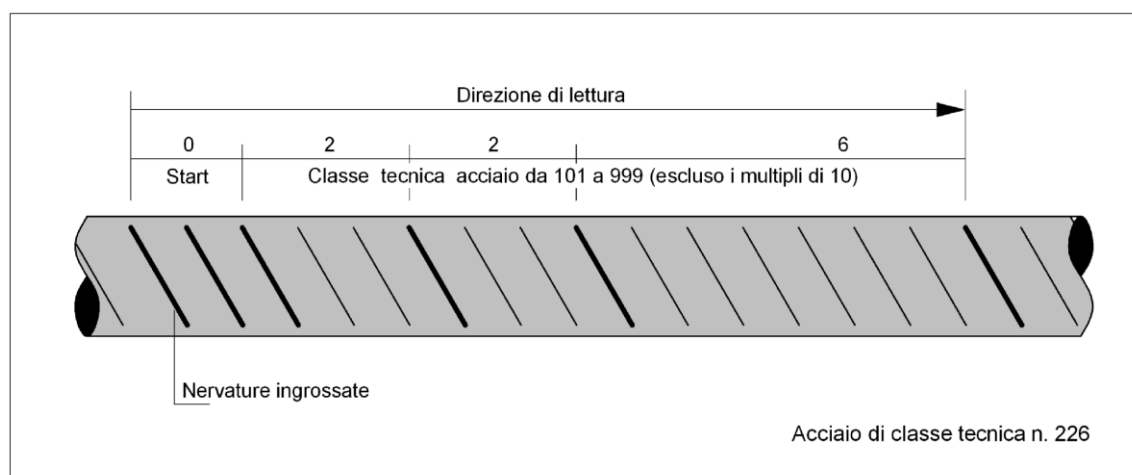 Direzione di lettura
0 2 2 6
Start Classe tecnica acciaio da 101 a 999 (escluso i multipli di 10)
Nervature ingrossate
Acciaio di classe tecnica n. 226